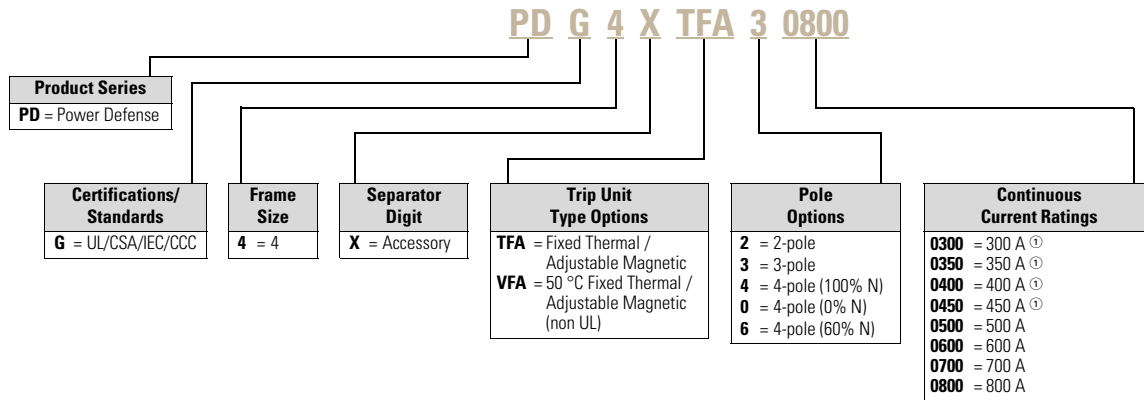 PD G 4 X TFA 3 0800
Product Series
PD = Power Defense
Certifications/
Standards
G = UL/CSA/IEC/CCC
Frame
Size
4 = 4
Separator
Digit
X = Accessory
Trip Unit
Type Options
TFA = Fixed Thermal /
Adjustable Magnetic
VFA = 50 °C Fixed Thermal /
Adjustable Magnetic
(non UL)
Pole
Options
2 = 2-pole
3 = 3-pole
4 = 4-pole (100% N)
0 = 4-pole (0% N)
6 = 4-pole (60% N)
Continuous
Current Ratings
0300 = 300 A ①
0350 = 350 A ①
0400 = 400 A ①
0450 = 450 A ①
0500 = 500 A
0600 = 600 A
0700 = 700 A
0800 = 800 A